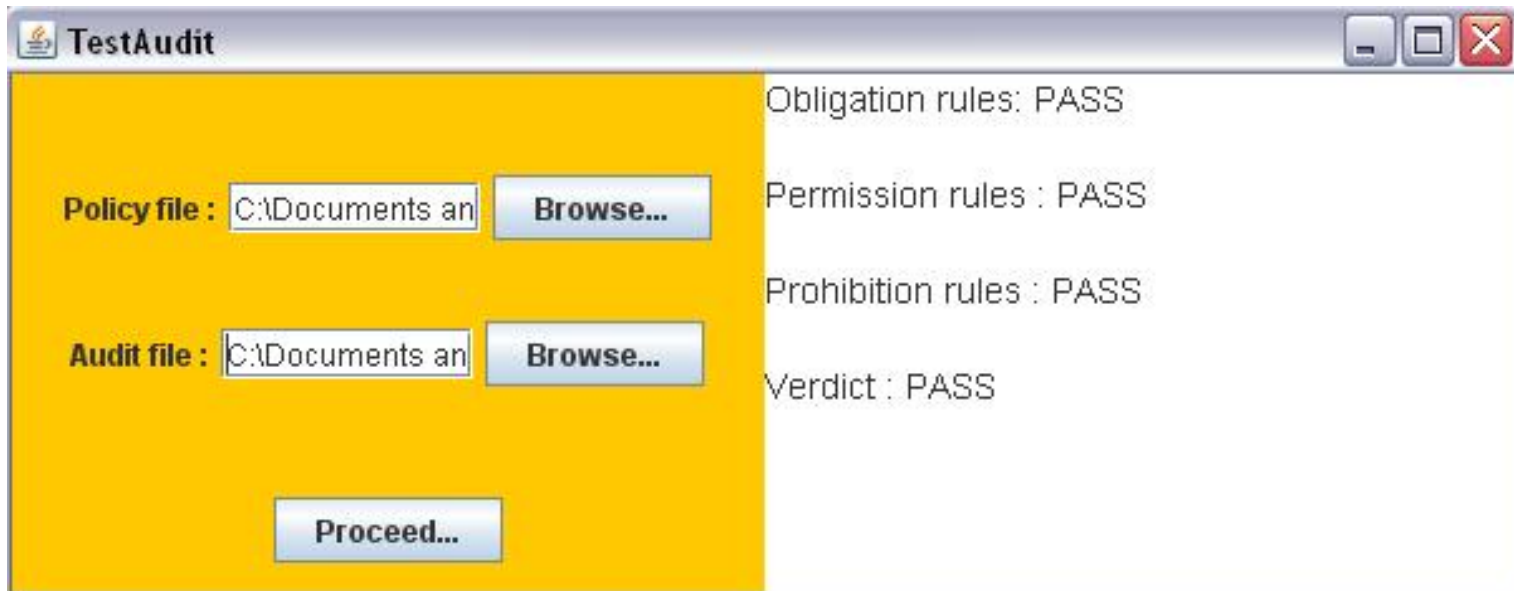 TestAudit
Policy file : C:\Documents an Browse...
Audit file : C:\Documents an Browse...
Proceed...
Obligation rules: PASS
Permission rules : PASS
Prohibition rules : PASS
Verdict : PASS